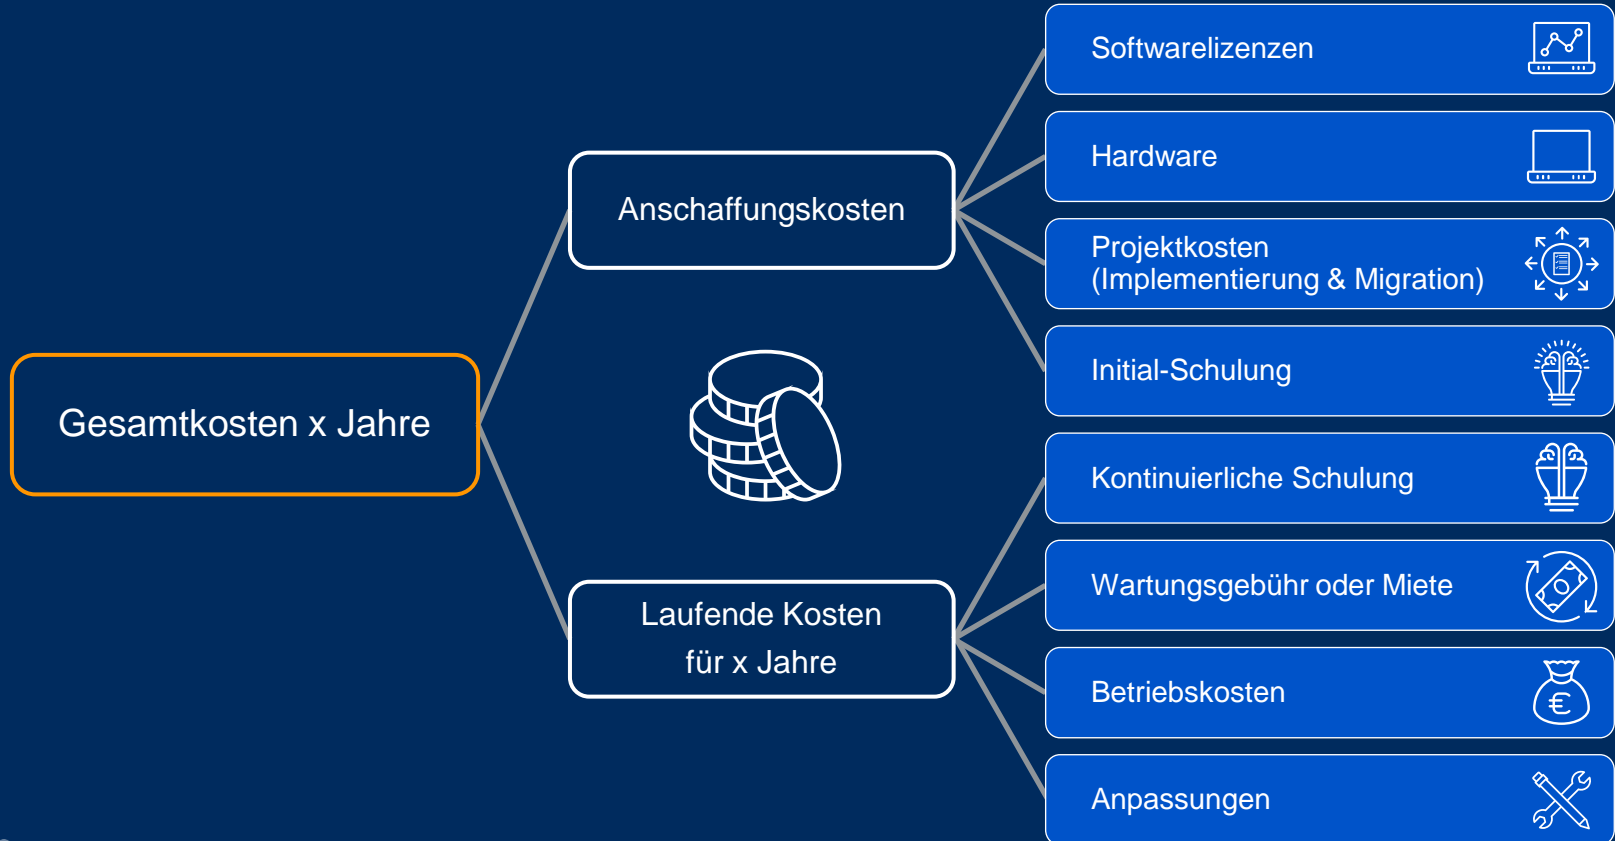 Gesamtkosten x Jahre
Anschaffungskosten
Laufende Kosten
für x Jahre
Softwarelizenzen
Hardware
Projektkosten
(Implementierung & Migration)
Initial-Schulung
Kontinuierliche Schulung
Wartungsgebühr oder Miete
Betriebskosten
€
Anpassungen